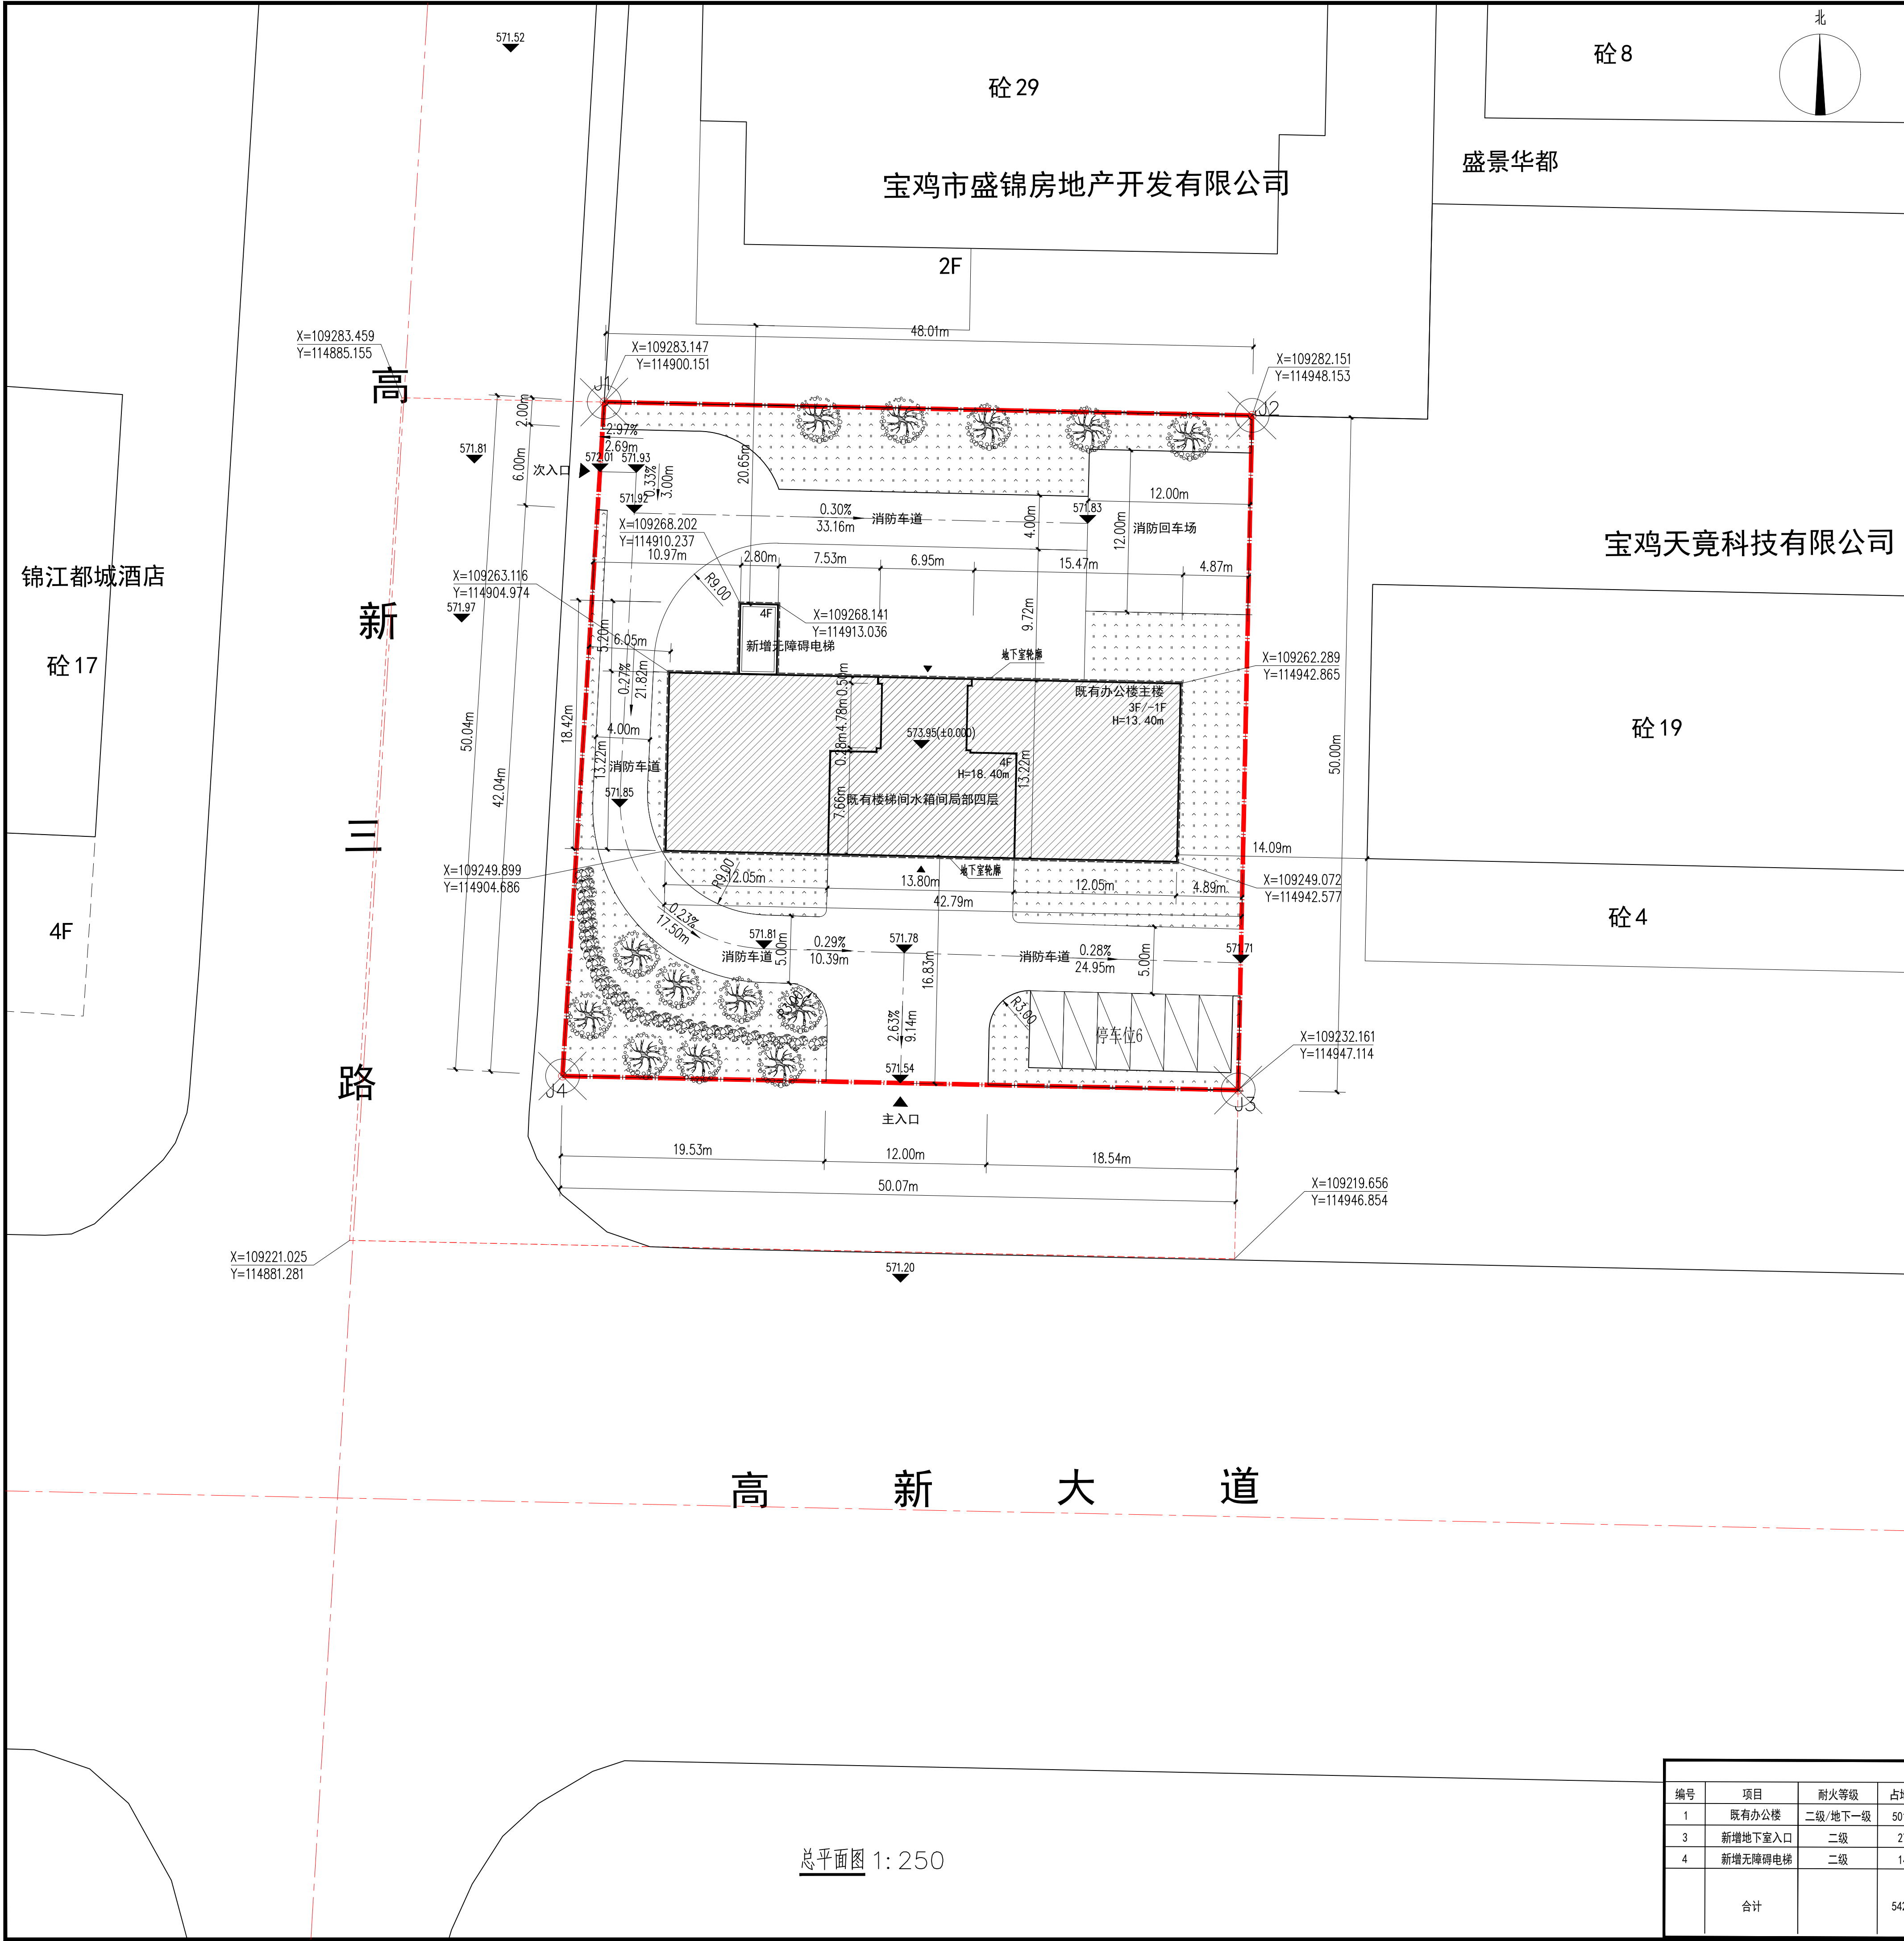 北
571.52
砼8
砼29
盛景华都
宝鸡市盛锦房地产开发有限公司
2F
48.01m
X=109283.459
Y=114885.155
X=109283.147
Y=114900.151
X=109282.151
Y=114948.153
高
新
三
路
J1
J2
2.00m
2.97%
2.69m
20.65m
571.81
6.00m
次入口
572.01
571.93
0.33%
3.00m
571.92
12.00m
571.83
0.30%
33.16m
消防车道
4.00m
12.00m
消防回车场
宝鸡天竟科技有限公司
X=109268.202
Y=114910.237
10.97m
2.80m
7.53m
6.95m
15.47m
4.87m
锦江都城酒店
X=109263.116
Y=114904.974
571.97
R9.00
4F
X=109268.141
Y=114913.036
9.72m
5.20m
6.05m
新增无障碍电梯
地下室轮廓
X=109262.289
Y=114942.865
砼17
0.27%
21.82m
0.50m
既有办公楼主楼
3F/-1F
H=13.40m
50.04m
18.42m
4.00m
4.78m
573.95(±0.000)
砼19
50.00m
42.04m
13.22m
消防车道
0.28m
4F
H=18.40m
13.22m
571.85
7.66m
既有楼梯间水箱间局部四层
14.09m
X=109249.899
Y=114904.686
R9.00
地下室轮廓
12.05m
13.80m
12.05m
4.89m
X=109249.072
Y=114942.577
42.79m
砼4
4F
0.23%
17.50m
571.81
消防车道
5.00m
0.29%
10.39m
571.78
16.83m
消防车道
0.28%
24.95m
5.00m
571.71
2.63%
9.14m
R3.00
停车位6
X=109232.161
Y=114947.114
571.54
J4
J3
主入口
19.53m
12.00m
18.54m
50.07m
X=109219.656
Y=114946.854
X=109221.025
Y=114881.281
571.20
高新大道
总平面图 1:250
编号 项目 耐火等级
1 既有办公楼 二级/地下一级
3 新增地下室入口 二级
4 新增无障碍电梯 二级
合计